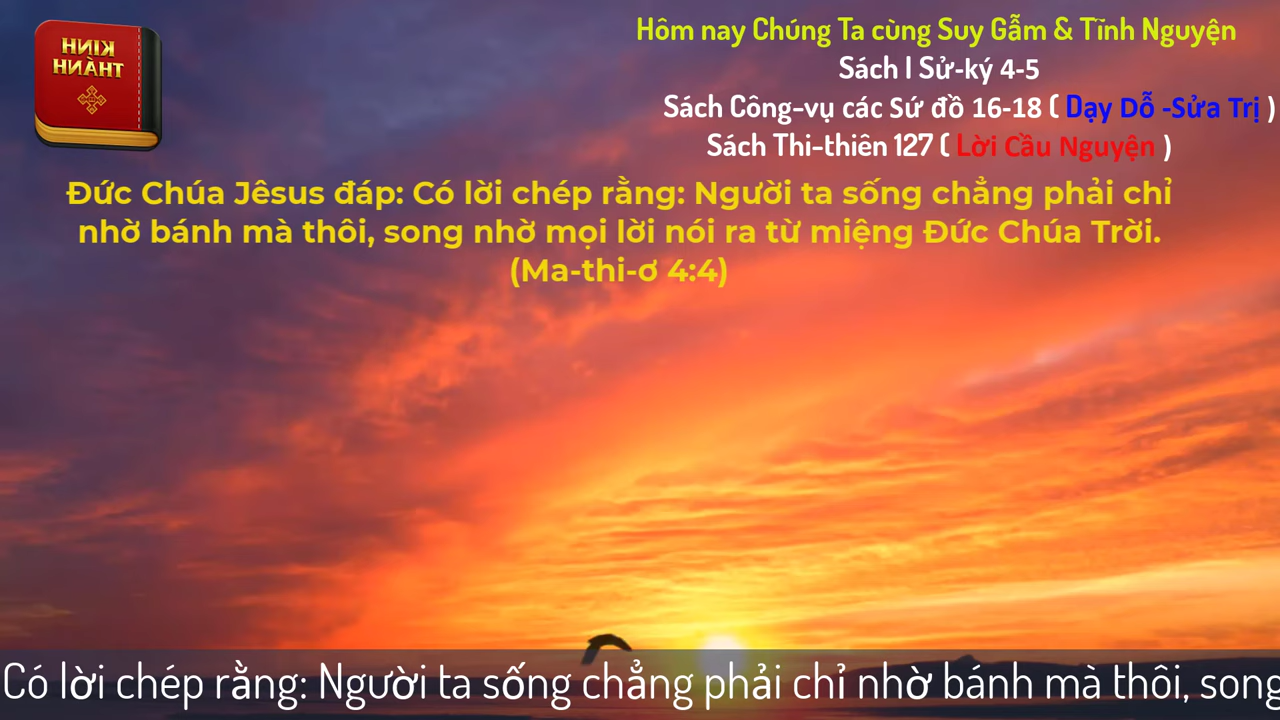 KINH
THÀNH
Hôm nay Chúng Ta cùng Suy Gẫm & Tĩnh Nguyện
Sách I Sử-ký 4-5
Sách Công-vụ các Sứ đồ 16-18 ( Dạy Dỗ -Sửa Trị )
Sách Thi-thiên 127 ( Lời Cầu Nguyện )
Đức Chúa Jêsus đáp: Có lời chép rằng: Người ta sống chẳng phải chỉ
nhờ bánh mà thôi, song nhờ mọi lời nói ra từ miệng Đức Chúa Trời.
(Ma-thi-ơ 4:4)
Có lời chép rằng: Người ta sống chẳng phải chỉ nhờ bánh mà thôi, song